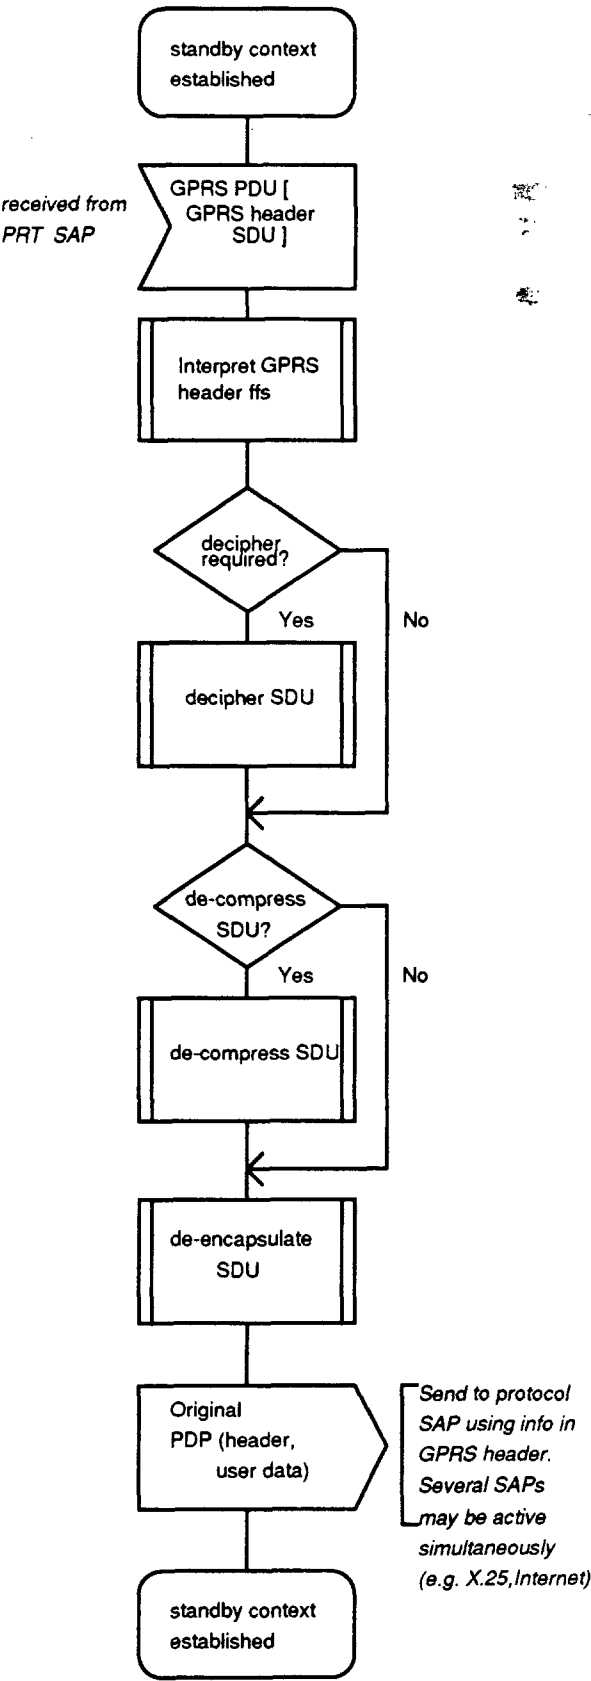 standby context
established
received from
PRT SAP
GPRS PDU [
GPRS header
SDU ]
Interpret GPRS
header ffs
decipher
required?
Yes
No
decipher SDU
de-compress
SDU?
Yes
No
de-compress SDU
de-encapsulate
SDU
Original
PDP (header,
user data)
Send to protocol
SAP using info in
GPRS header.
Several SAPs
may be active
simultaneously
(e.g. X.25,Internet)
standby context
established